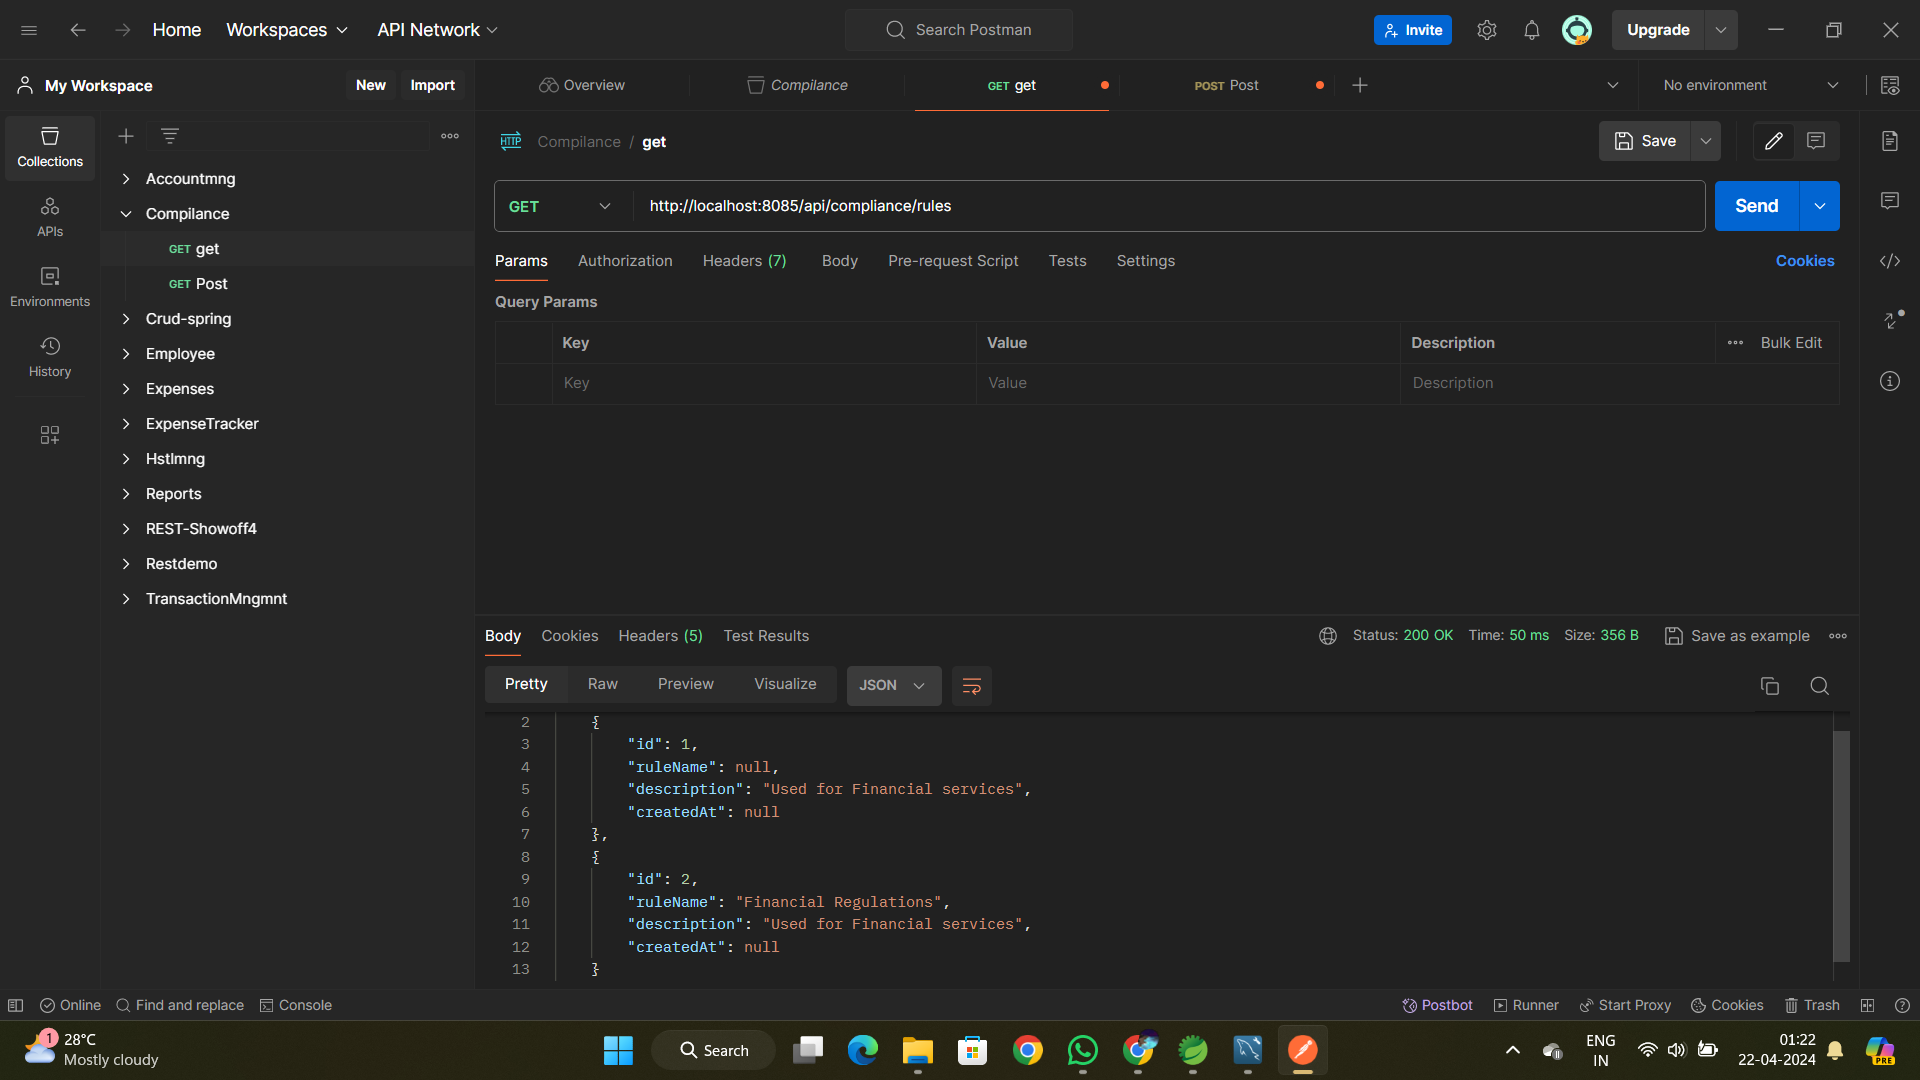 Home Workspaces API Network Search Postman Invite Upgrade
My Workspace New Import Overview Compilance GET get POST Post No environment
Collections
APIs
Environments
History
Accountmng
Compilance
GET get
GET Post
Crud-spring
Employee
Expenses
ExpenseTracker
Hstlmng
Reports
REST-Showoff4
Restdemo
TransactionMngmnt
HTTP Compilance / get Save
GET http://localhost:8085/api/compliance/rules Send
Params Authorization Headers (7) Body Pre-request Script Tests Settings Cookies
Query Params
Key Value Description Bulk Edit
Key Value Description
Body Cookies Headers (5) Test Results Status: 200 OK Time: 50 ms Size: 356 B Save as example
Pretty Raw Preview Visualize JSON
2 {
3 "id": 1,
4 "ruleName": null,
5 "description": "Used for Financial services",
6 "createdAt": null
7 },
8 {
9 "id": 2,
10 "ruleName": "Financial Regulations",
11 "description": "Used for Financial services",
12 "createdAt": null
13 }
Online Find and replace Console Postbot Runner Start Proxy Cookies Trash
1 28°C
Mostly cloudy
Search
ENG
IN
01:22
22-04-2024
PRE